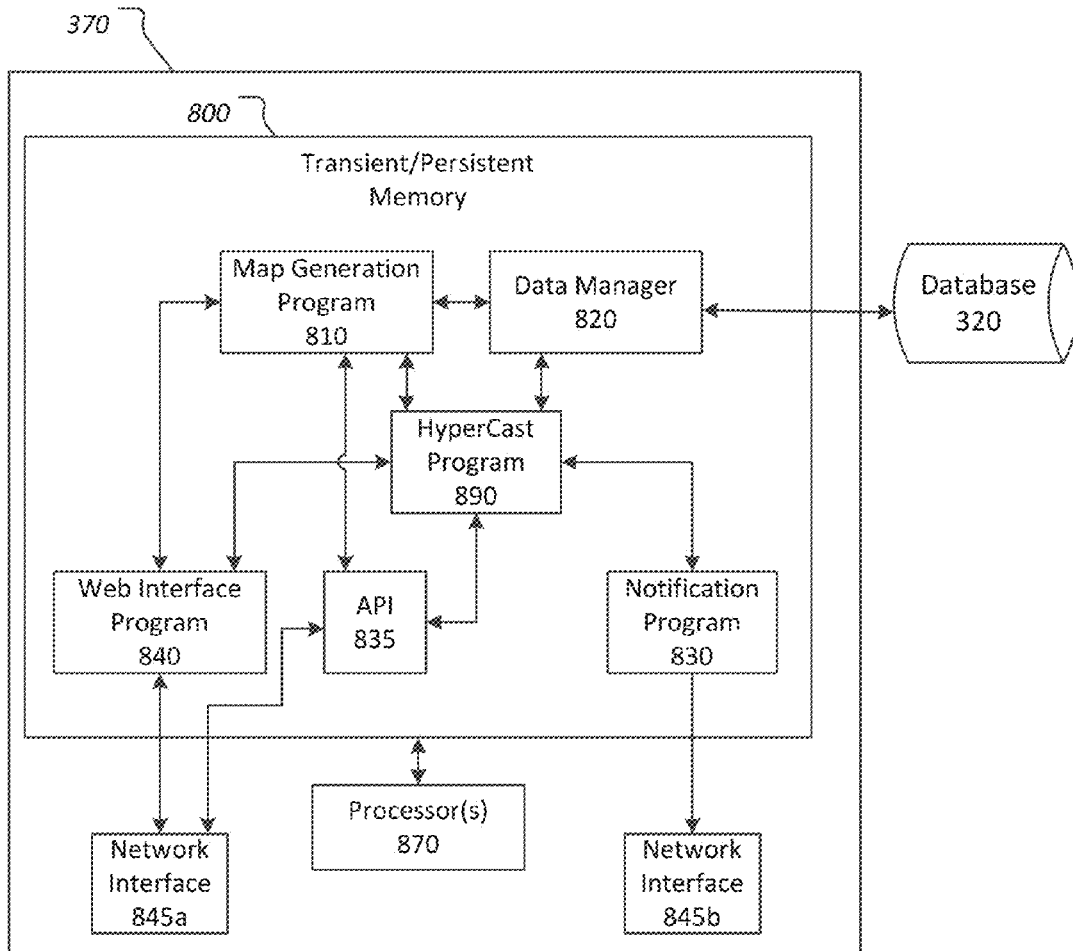 370
800
Transient/Persistent
Memory
Map Generation
Program
810
Data Manager
820
Database
320
HyperCast
Program
890
Web Interface
Program
840
API
835
Notification
Program
830
Processor(s)
870
Network
Interface
845a
Network
Interface
845b